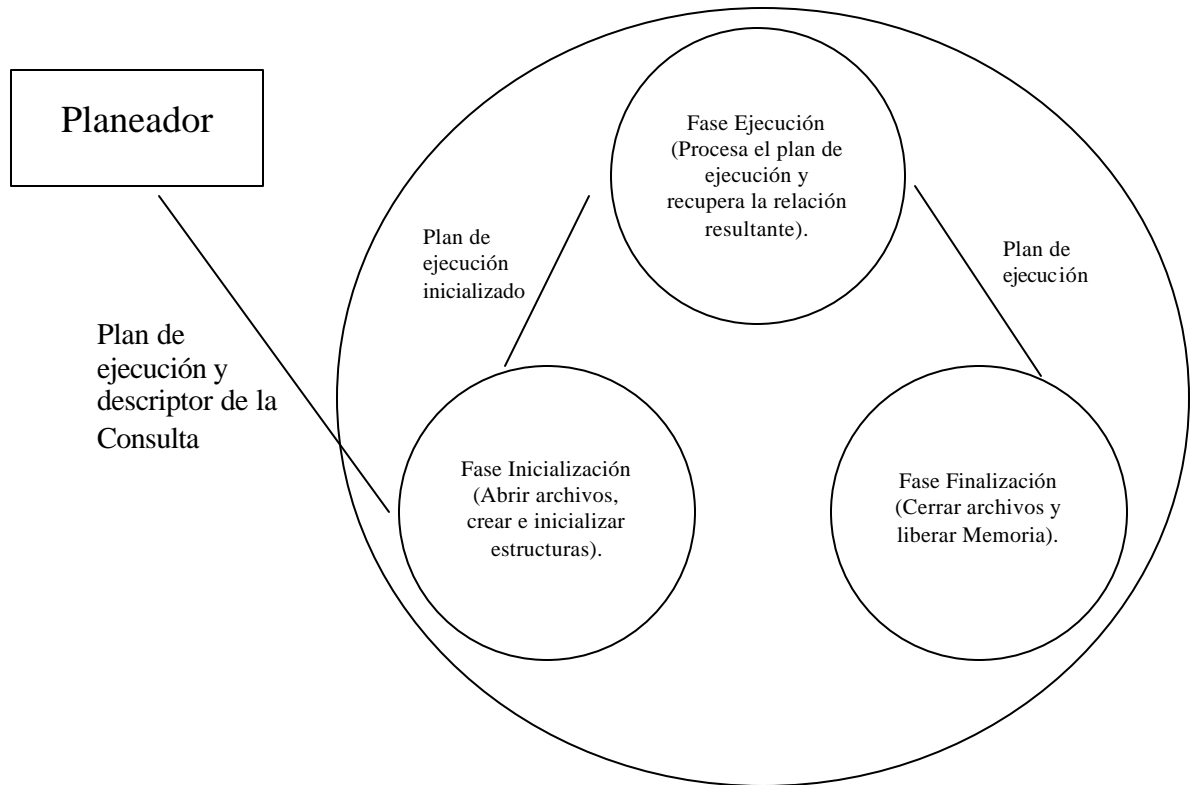 Planeador
Plan de
ejecución y
descriptor de la
Consulta
Fase Ejecución
(Procesa el plan de
ejecución y
recupera la relación
resultante).
Plan de
ejecución
inicializado
Plan de
ejecución
Fase Inicialización
(Abrir archivos,
crear e inicializar
estructuras).
Fase Finalización
(Cerrar archivos y
liberar Memoria).